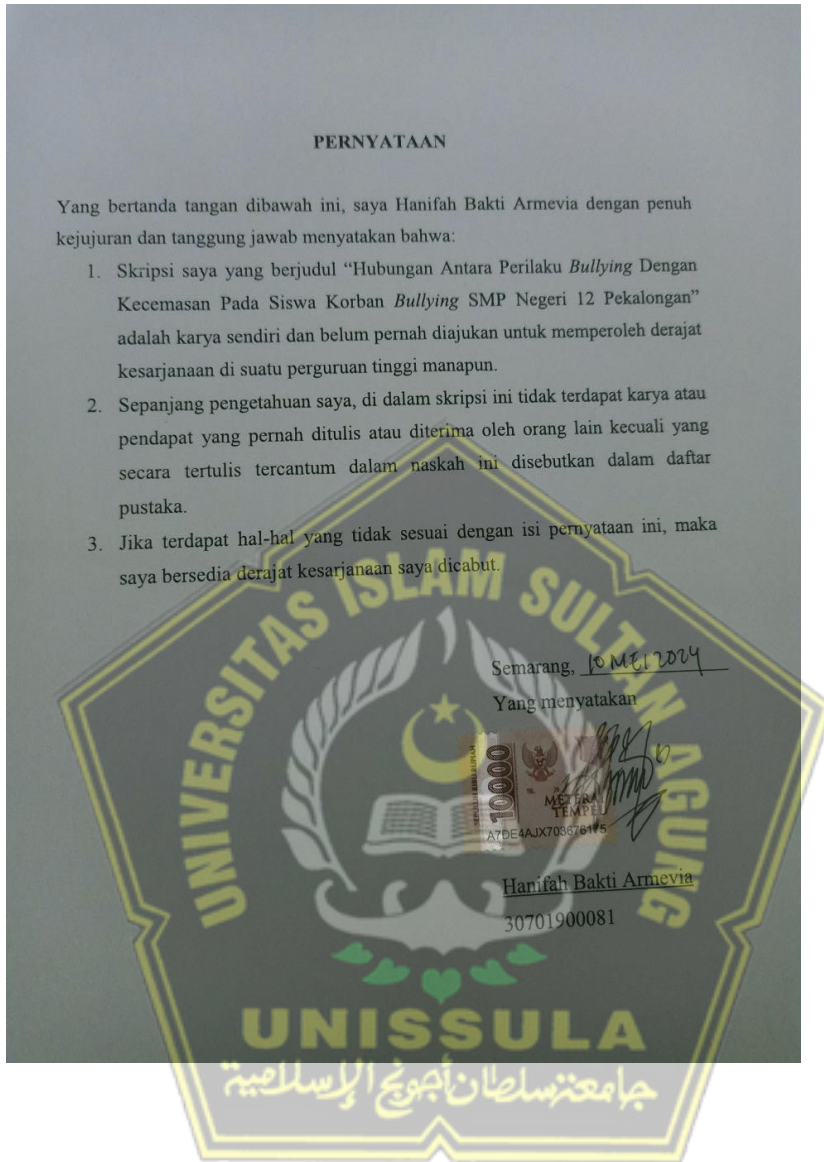 PERNYATAAN
Yang bertanda tangan dibawah ini, saya Hanifah Bakti Armevia dengan penuh
kejujuran dan tanggung jawab menyatakan bahwa:
1. Skripsi saya yang berjudul “Hubungan Antara Perilaku Bullying Dengan
Kecemasan Pada Siswa Korban Bullying SMP Negeri 12 Pekalongan”
adalah karya sendiri dan belum pernah diajukan untuk memperoleh derajat
kesarjanaan di suatu perguruan tinggi manapun.
2. Sepanjang pengetahuan saya, di dalam skripsi ini tidak terdapat karya atau
pendapat yang pernah ditulis atau diterima oleh orang lain kecuali yang
secara tertulis tercantum dalam naskah ini disebutkan dalam daftar
pustaka.
3. Jika terdapat hal-hal yang tidak sesuai dengan isi pernyataan ini, maka
saya bersedia derajat kesarjanaan saya dicabut.
UNIVERSITAS ISLAM SULTAN AGUNG
Semarang, 10 MEI 2024
Yang menyatakan
SEPULUH RIBU RUPIAH
10000
METERAI
TEMPEL
A7DE4AJX703676175
Hanifah Bakti Armevia
30701900081
UNISSULA
جامعة سلطان أجونج الإسلامية